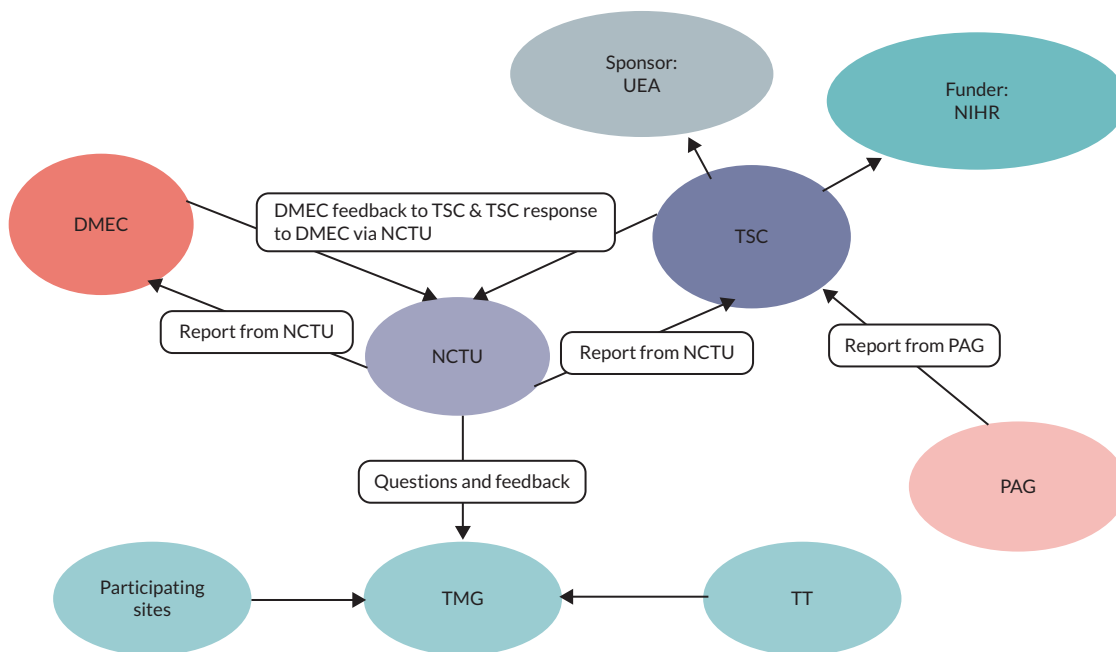 Sponsor:
UEA
Funder:
NIHR
DMEC
DMEC feedback to TSC & TSC response
to DMEC via NCTU
TSC
Report from NCTU
NCTU
Report from NCTU
Report from PAG
Questions and feedback
PAG
Participating
sites
TMG
TT